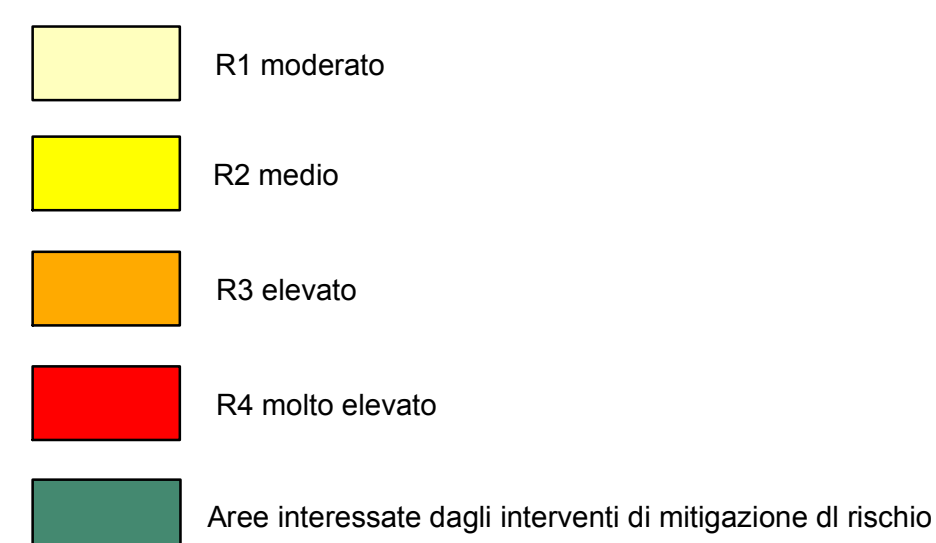 R1 moderato
R2 medio
R3 elevato
R4 molto elevato
Aree interessate dagli interventi di mitigazione dl rischio